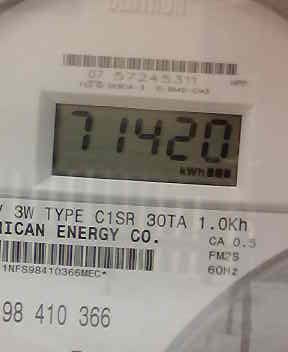 07 57245311
71420
kWh
3W TYPE C1SR 30TA 1.0Kh
RICAN ENERGY CO.
CA 0.5
FM2S
60Hz
1NFS98410366MEC*
98 410 366